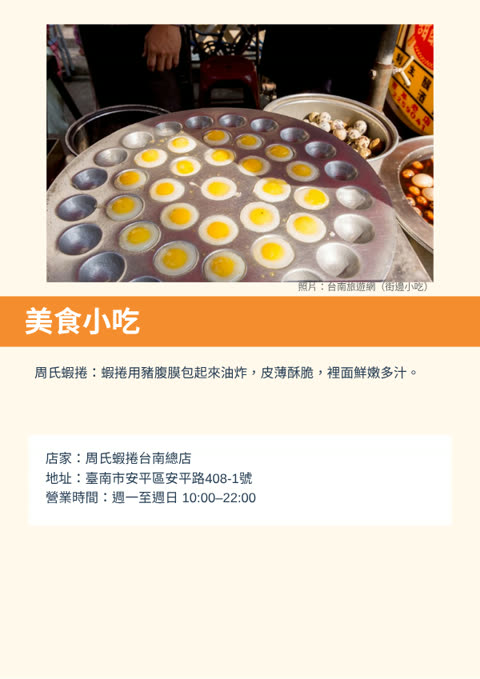 照片：台南旅遊網（街邊小吃）
美食小吃
周氏蝦捲：蝦捲用豬腹膜包起來油炸，皮薄酥脆，裡面鮮嫩多汁。
店家：周氏蝦捲台南總店
地址：臺南市安平區安平路408-1號
營業時間：週一至週日 10:00–22:00